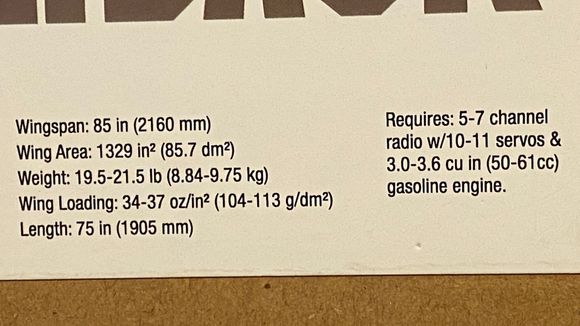 Wingspan: 85 in (2160 mm)
Wing Area: 1329 in² (85.7 dm²)
Weight: 19.5-21.5 lb (8.84-9.75 kg)
Wing Loading: 34-37 oz/in² (104-113 g/dm²)
Length: 75 in (1905 mm)
Requires: 5-7 channel
radio w/10-11 servos &
3.0-3.6 cu in (50-61cc)
gasoline engine.